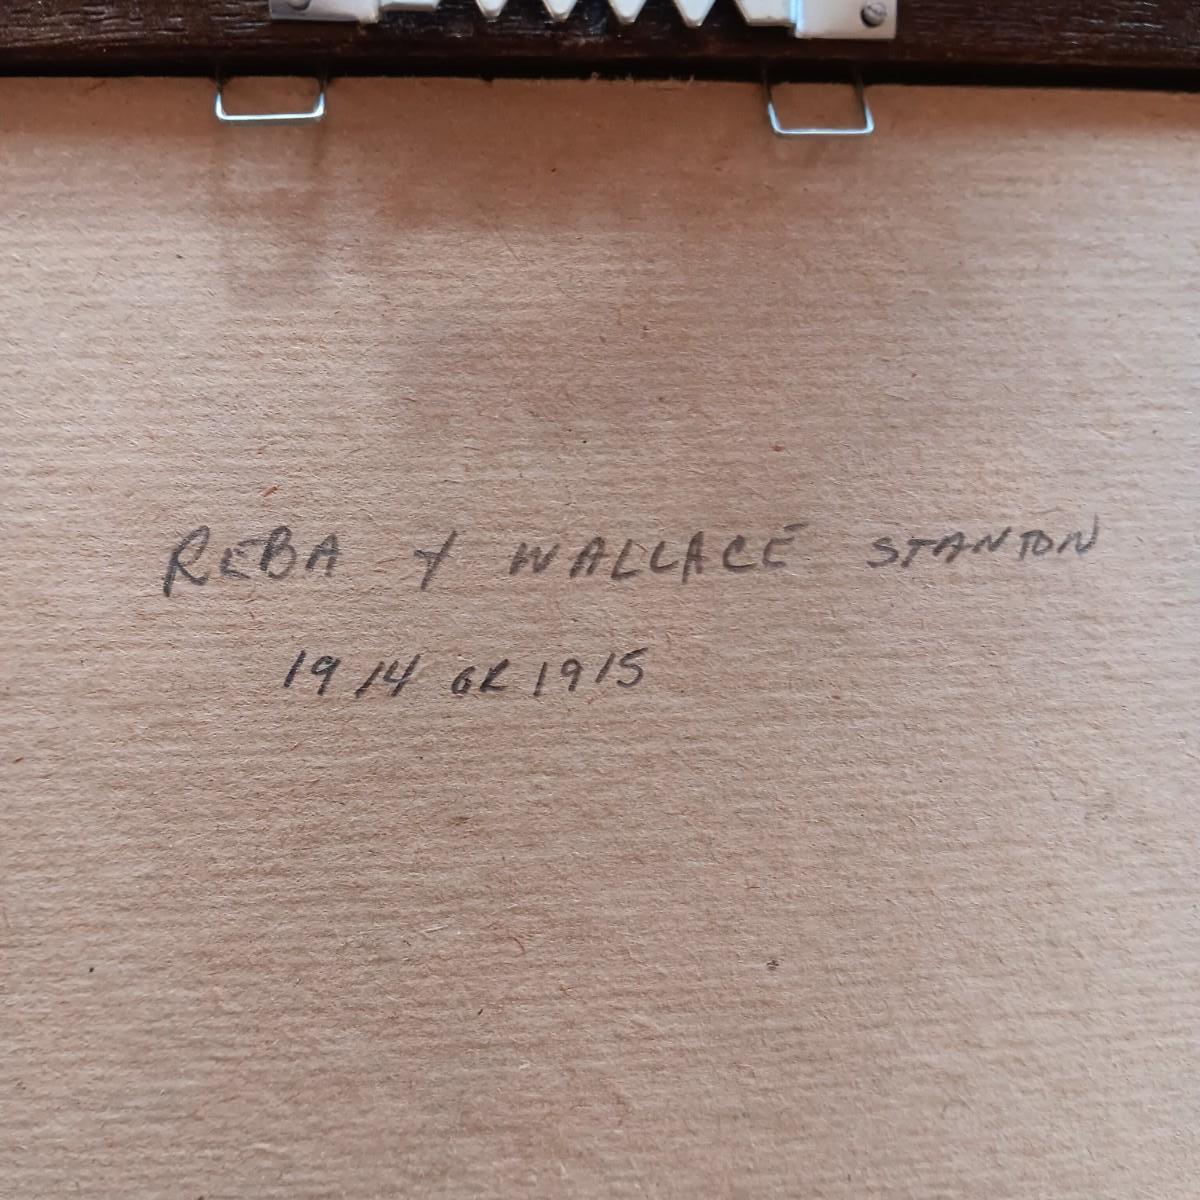 REBA + WALLACE STANTON
1914 OR 1915